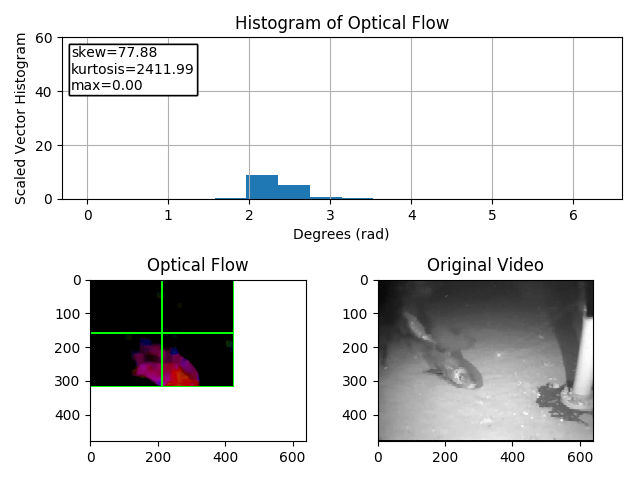 Histogram of Optical Flow
Scaled Vector Histogram
60
40
20
0
skew=77.88
kurtosis=2411.99
max=0.00
0 1 2 3 4 5 6
Degrees (rad)
Optical Flow
0
100
200
300
400
0 200 400 600
Original Video
0
100
200
300
400
0 200 400 600